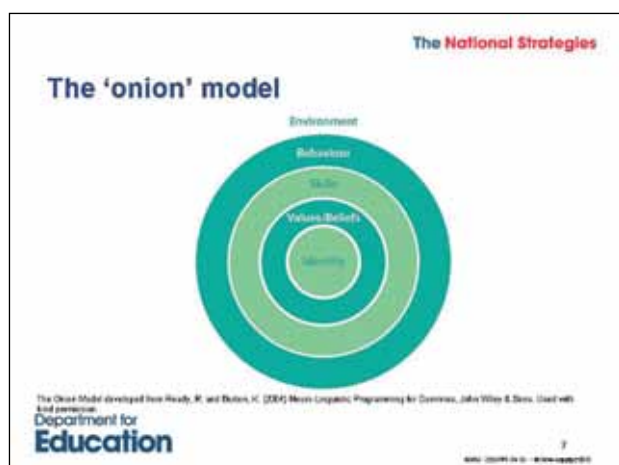 The National Strategies
The ‘onion’ model
Environment
Behaviour
Skills
Values/Beliefs
Identity
The Onion Model developed from Ready, R. and Burton, K. (2004) Neuro-Linguistic Programming for Dummies, John Wiley & Sons. Used with
kind permission.
Department for
Education
7